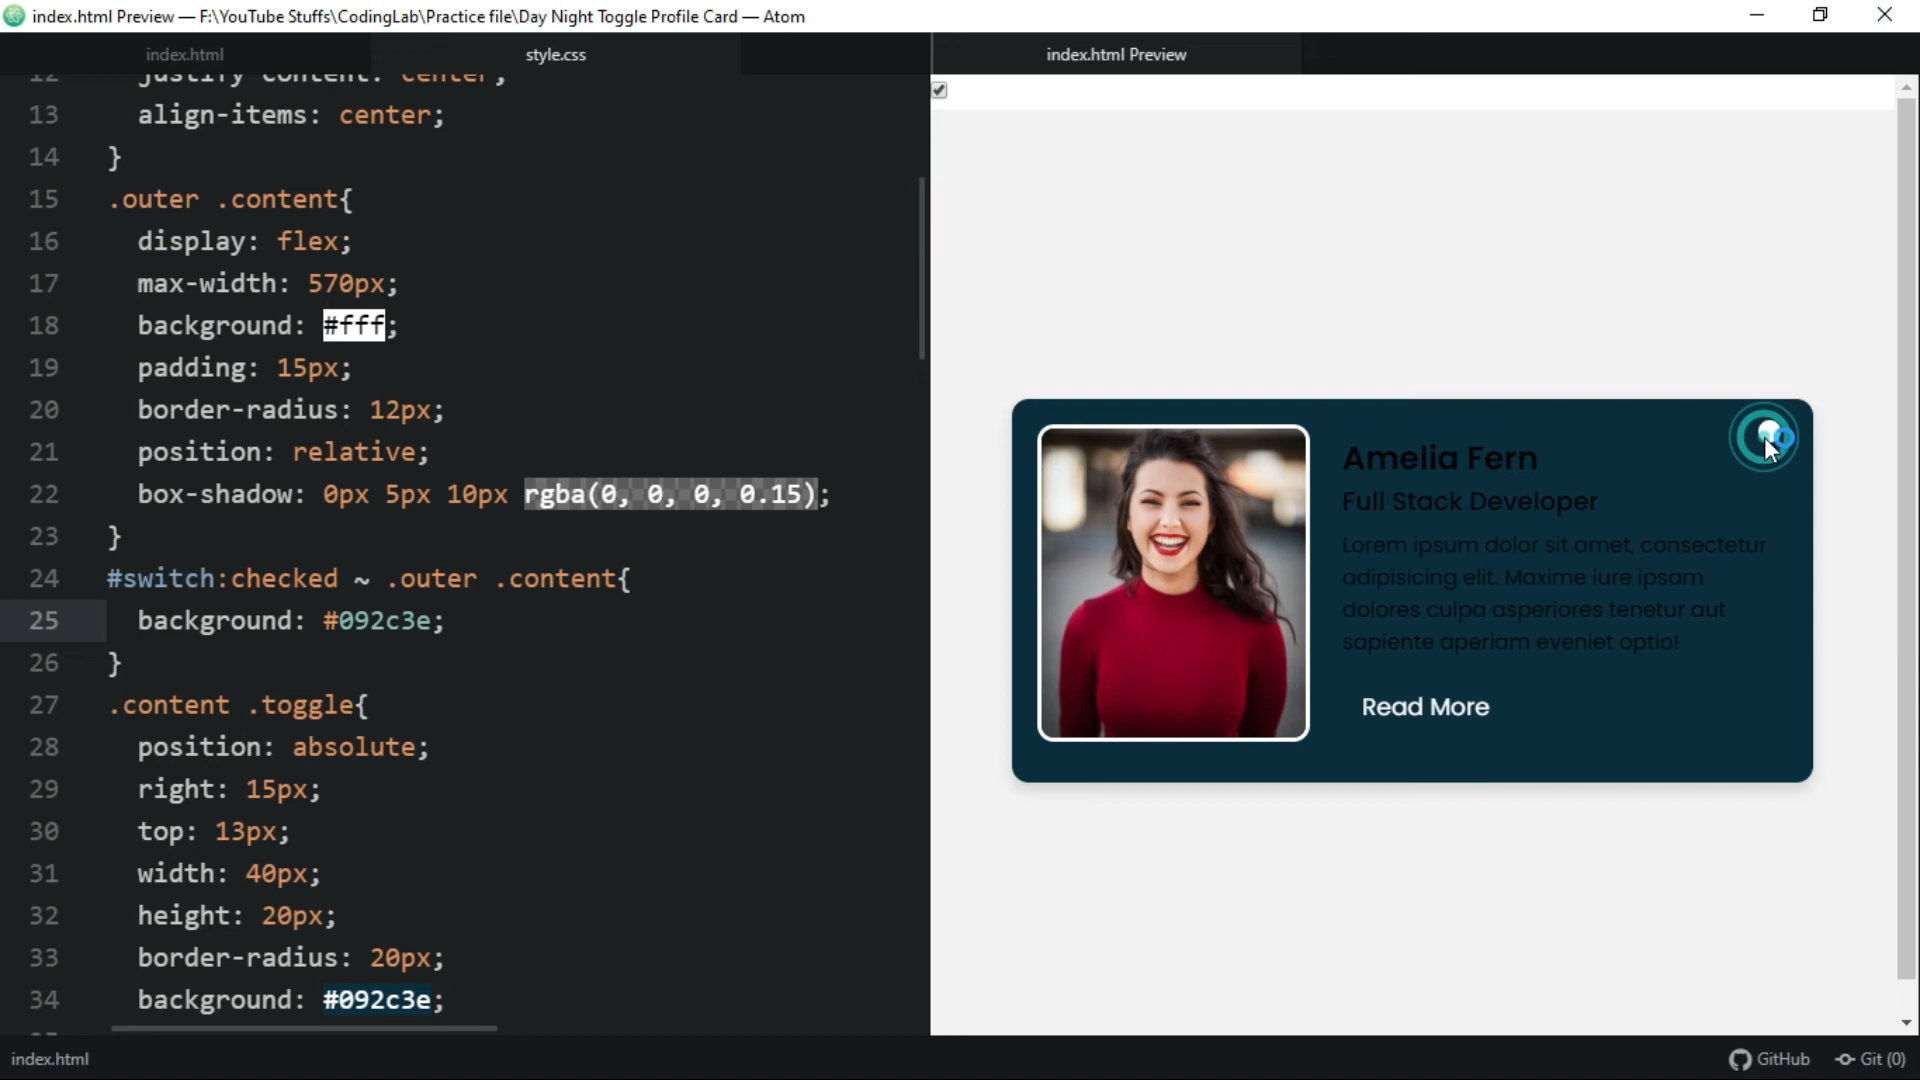 index.html Preview — F:\YouTube Stuffs\CodingLab\Practice file\Day Night Toggle Profile Card — Atom
index.html
style.css
index.html Preview
12 justify-content: center;
13 align-items: center;
14 }
15 .outer .content{
16 display: flex;
17 max-width: 570px;
18 background: #fff;
19 padding: 15px;
20 border-radius: 12px;
21 position: relative;
22 box-shadow: 0px 5px 10px rgba(0, 0, 0, 0.15);
23 }
24 #switch:checked ~ .outer .content{
25 background: #092c3e;
26 }
27 .content .toggle{
28 position: absolute;
29 right: 15px;
30 top: 13px;
31 width: 40px;
32 height: 20px;
33 border-radius: 20px;
34 background: #092c3e;
Amelia Fern
Full Stack Developer
Lorem ipsum dolor sit amet, consectetur
adipisicing elit. Maxime iure ipsam
dolores culpa asperiores tenetur aut
sapiente aperiam eveniet optio!
Read More
index.html
GitHub
Git (0)